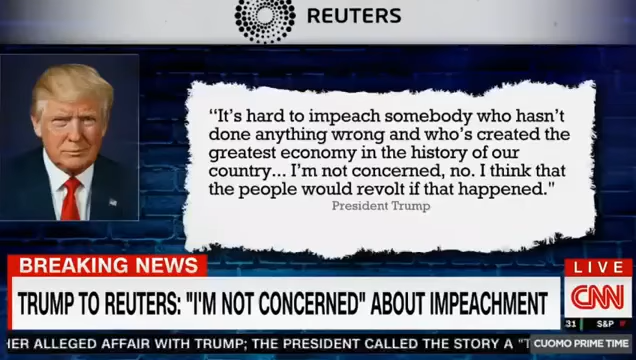 REUTERS
“It’s hard to impeach somebody who hasn’t
done anything wrong and who’s created the
greatest economy in the history of our
country... I’m not concerned, no. I think that
the people would revolt if that happened."
President Trump
BREAKING NEWS
LIVE
TRUMP TO REUTERS: "I'M NOT CONCERNED" ABOUT IMPEACHMENT
CNN
31 S&P
HER ALLEGED AFFAIR WITH TRUMP; THE PRESIDENT CALLED THE STORY A "T
CUOMO PRIME TIME